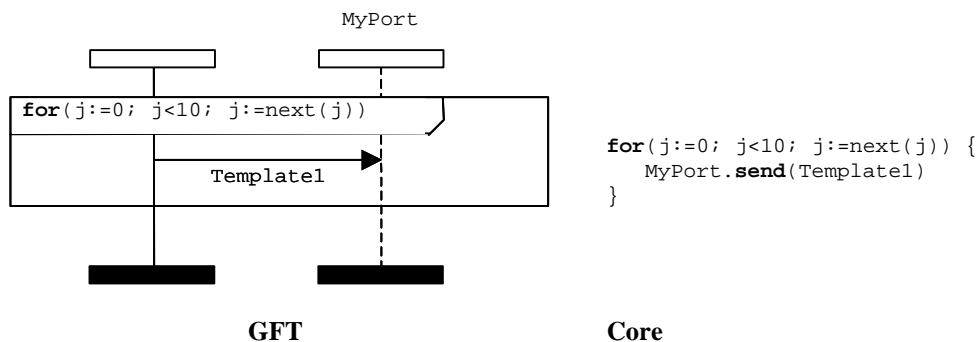 MyPort
for(j:=0; j<10; j:=next(j))
Template1
for(j:=0; j<10; j:=next(j)) {
MyPort.send(Template1)
}
GFT
Core